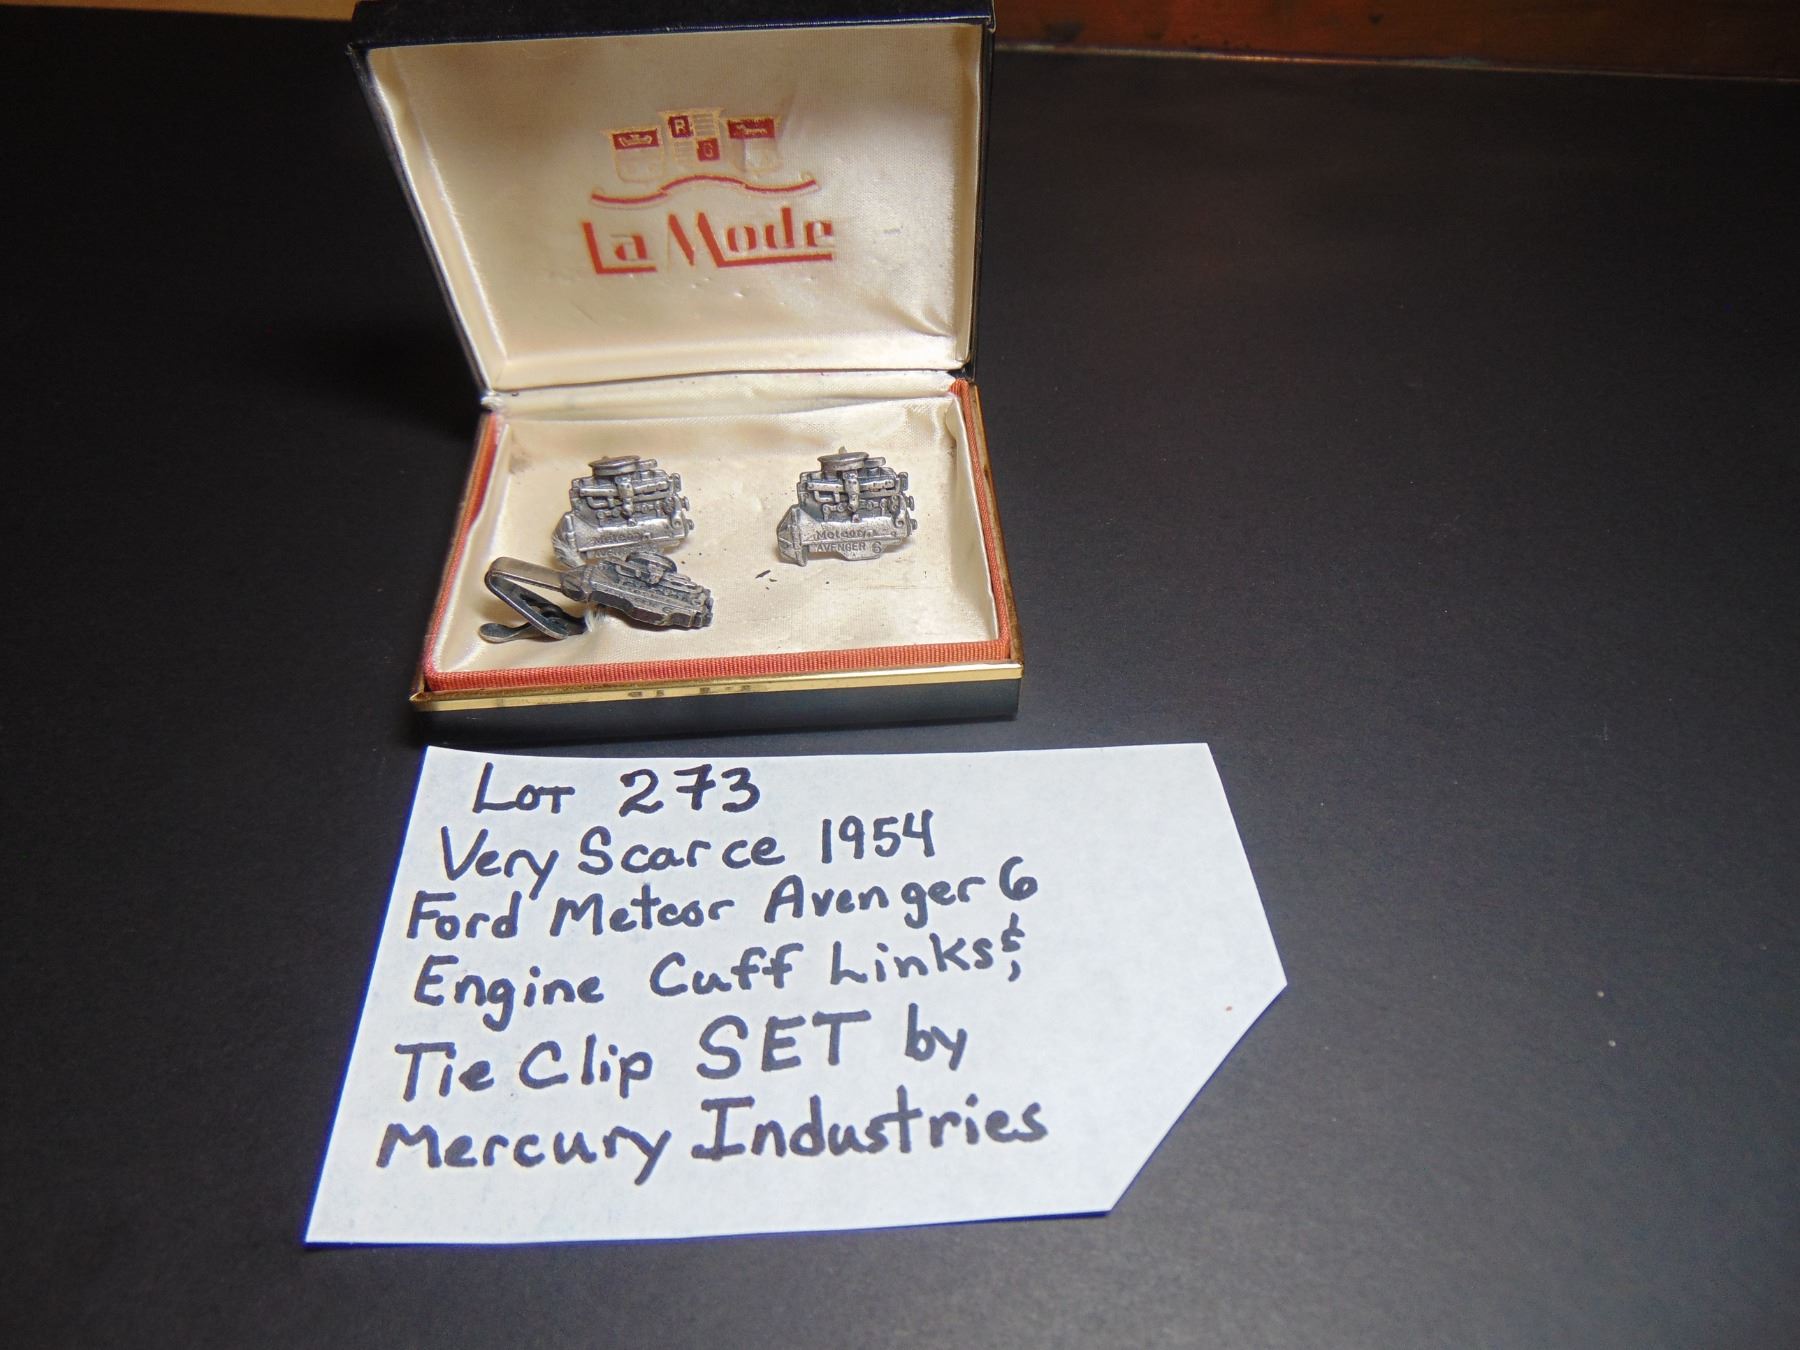 P
G
La Mode
Meteor
Meteor
AVENGER 6
Lot 273
Very Scarce 1954
Ford Meteor Avenger 6
Engine Cuff Links &
Tie Clip SET by
Mercury Industries